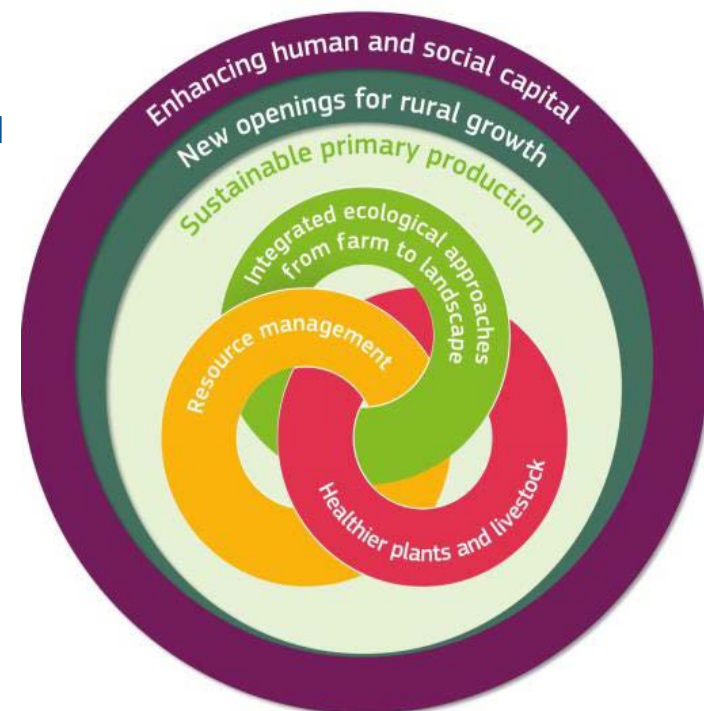 Enhancing human and social capital
New openings for rural growth
Sustainable primary production
Integrated ecological approaches
from farm to landscape
Resource management
Healthier plants and livestock